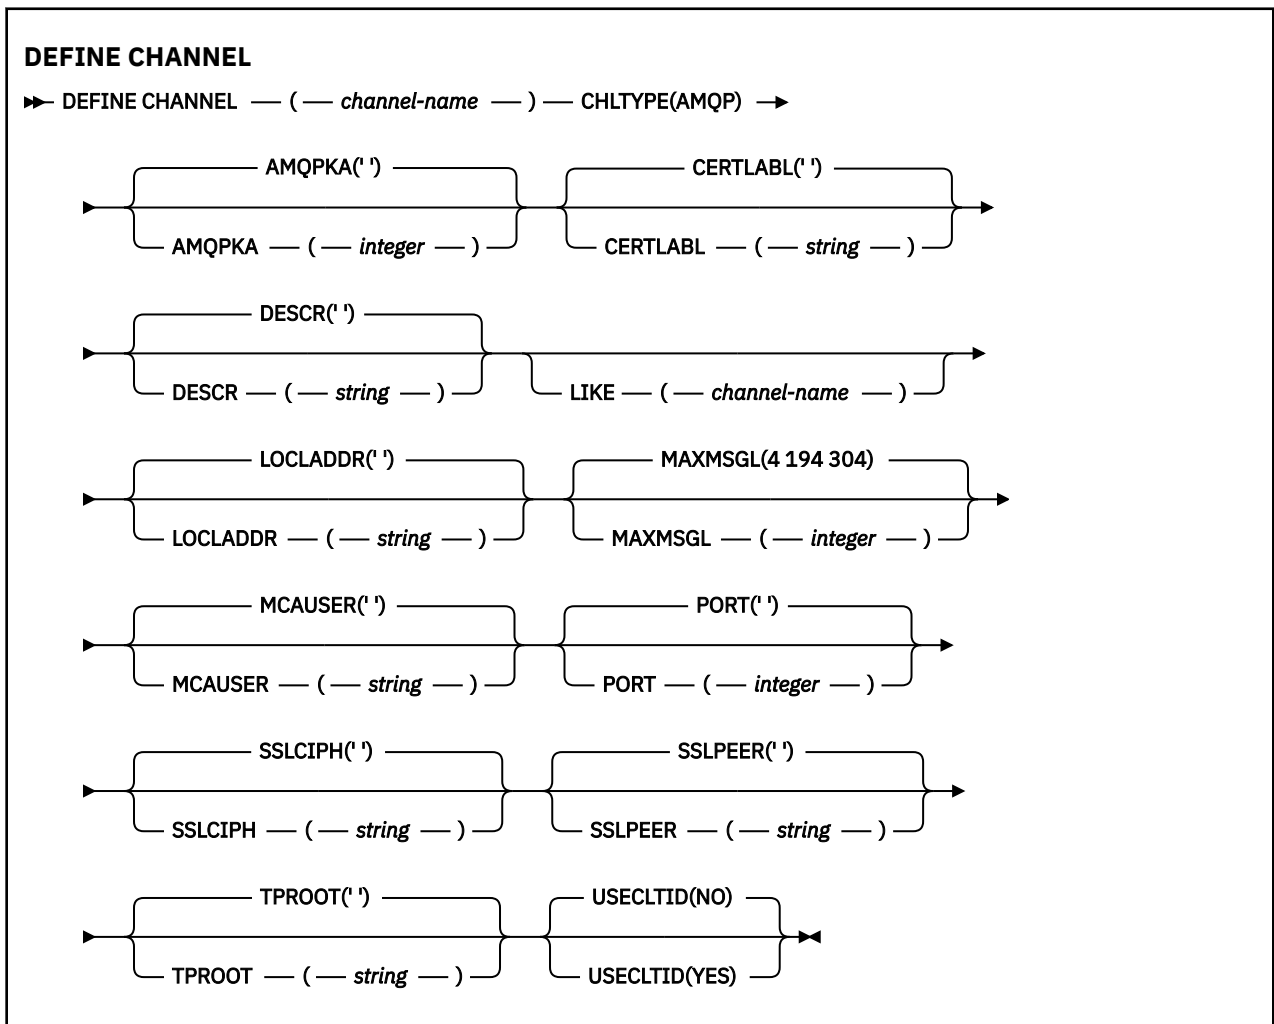 DEFINE CHANNEL
DEFINE CHANNEL ( channel-name ) CHLTYPE(AMQP)
AMQPKA(' ') CERTLABL(' ')
AMQPKA ( integer ) CERTLABL ( string )
DESCR(' ')
DESCR ( string ) LIKE ( channel-name )
LOCLADDR(' ') MAXMSGL(4 194 304)
LOCLADDR ( string ) MAXMSGL ( integer )
MCAUSER(' ') PORT(' ')
MCAUSER ( string ) PORT ( integer )
SSLCIPH(' ') SSLPEER(' ')
SSLCIPH ( string ) SSLPEER ( string )
TPROOT(' ') USECLTID(NO)
TPROOT ( string ) USECLTID(YES)